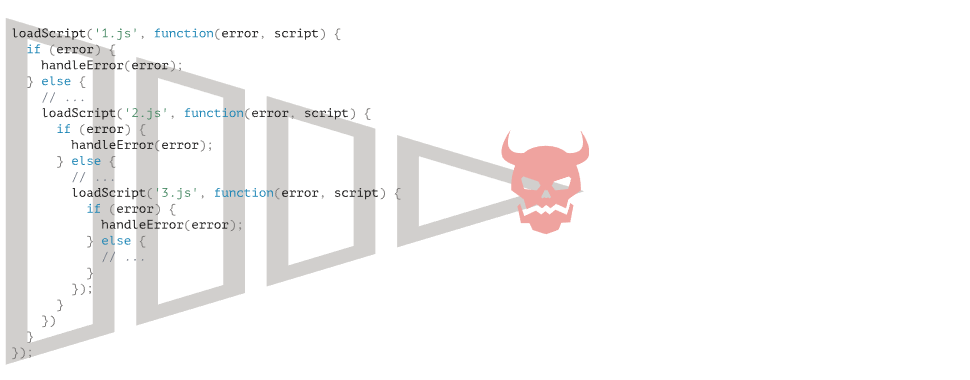 loadScript('1.js', function(error, script) {
  if (error) {
    handleError(error);
  } else {
    // ...
    loadScript('2.js', function(error, script) {
      if (error) {
        handleError(error);
      } else {
        // ...
        loadScript('3.js', function(error, script) {
          if (error) {
            handleError(error);
          } else {
            // ...
          }
        });
      }
    })
  }
});